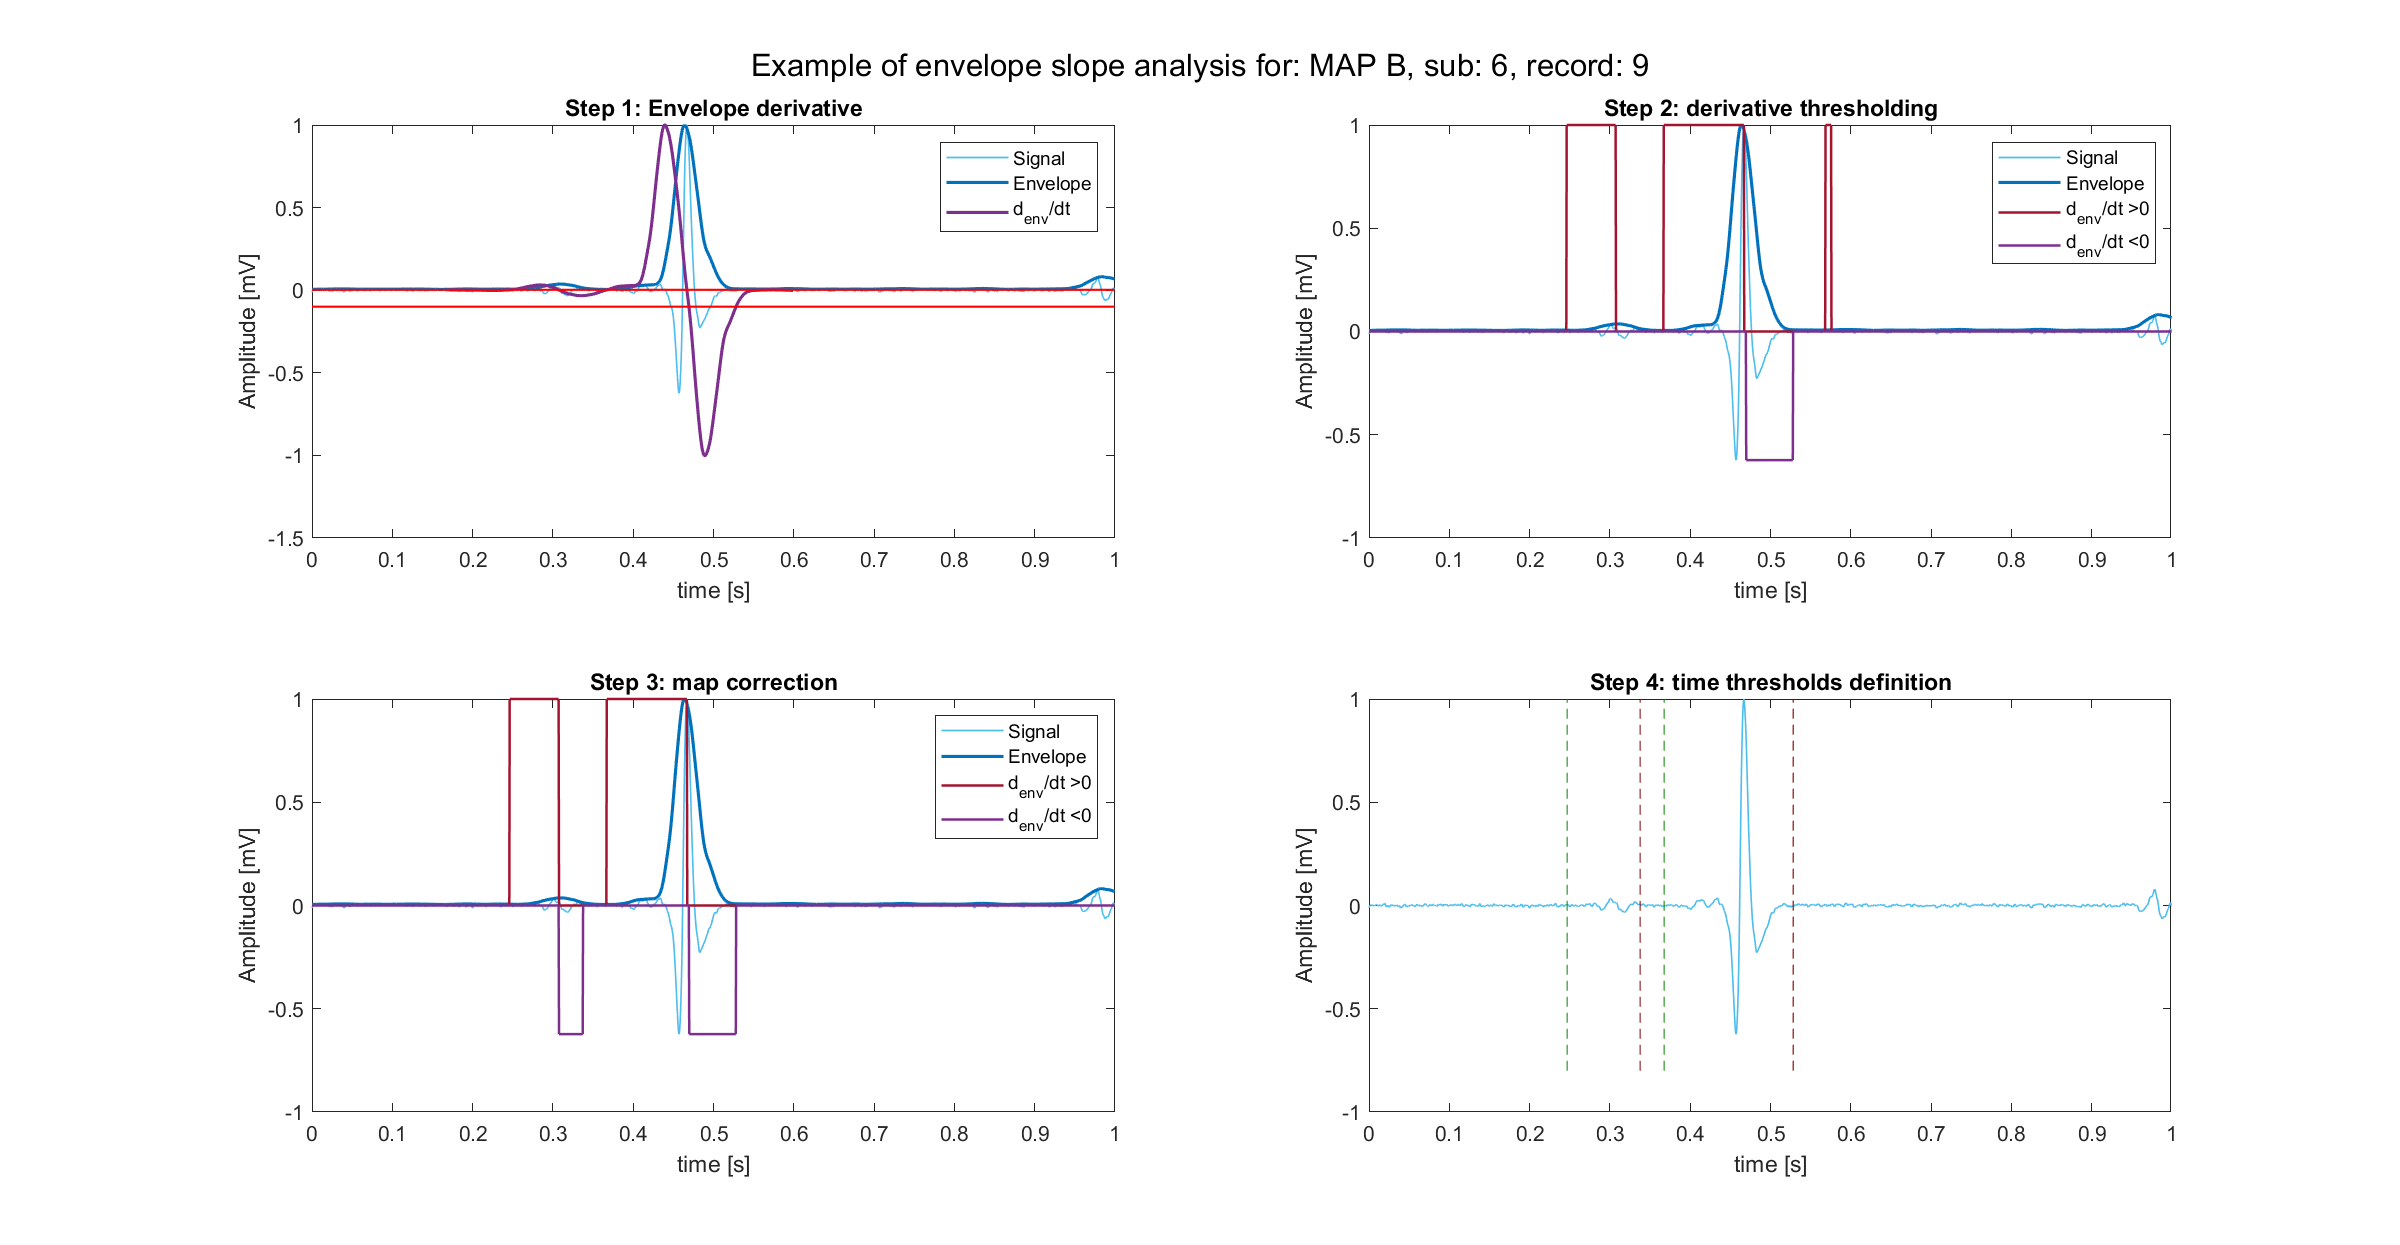 Example of envelope slope analysis for: MAP B, sub: 6, record: 9
Step 1: Envelope derivative
1
0.5
0
-0.5
-1
-1.5
Amplitude [mV]
0 0.1 0.2 0.3 0.4 0.5 0.6 0.7 0.8 0.9 1
time [s]
Signal
Envelope
d_env/dt
Step 2: derivative thresholding
1
0.5
0
-0.5
-1
Amplitude [mV]
0 0.1 0.2 0.3 0.4 0.5 0.6 0.7 0.8 0.9 1
time [s]
Signal
Envelope
d_env/dt >0
d_env/dt <0
Step 3: map correction
1
0.5
0
-0.5
-1
Amplitude [mV]
0 0.1 0.2 0.3 0.4 0.5 0.6 0.7 0.8 0.9 1
time [s]
Signal
Envelope
d_env/dt >0
d_env/dt <0
Step 4: time thresholds definition
1
0.5
0
-0.5
-1
Amplitude [mV]
0 0.1 0.2 0.3 0.4 0.5 0.6 0.7 0.8 0.9 1
time [s]